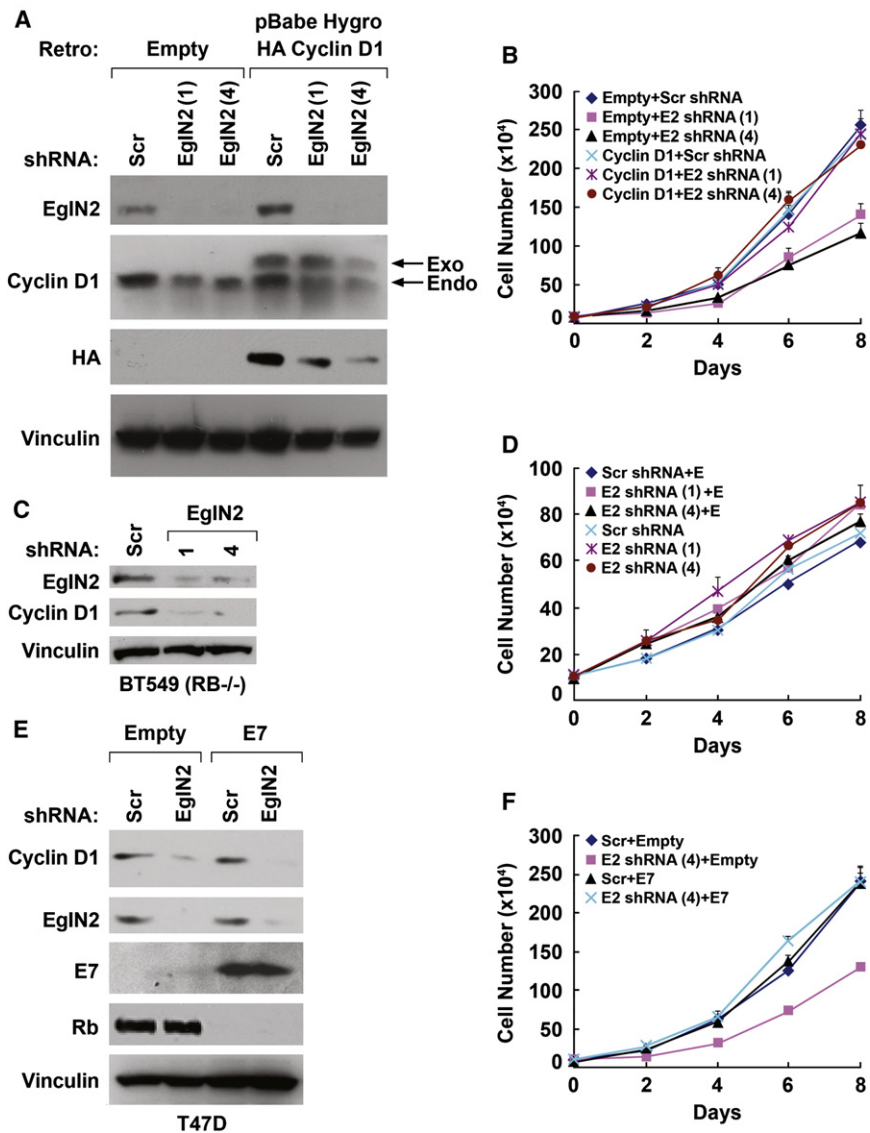 A
Retro:
Empty
pBabe Hygro
HA Cyclin D1
shRNA:
Scr
EglN2 (1)
EglN2 (4)
Scr
EglN2 (1)
EglN2 (4)
EglN2
Cyclin D1
Exo
Endo
HA
Vinculin
B
Cell Number (x10⁴)
300
250
200
150
100
50
0
Empty+Scr shRNA
Empty+E2 shRNA (1)
Empty+E2 shRNA (4)
Cyclin D1+Scr shRNA
Cyclin D1+E2 shRNA (1)
Cyclin D1+E2 shRNA (4)
0 2 4 6 8
Days
C
EglN2
shRNA:
Scr
1
4
EglN2
Cyclin D1
Vinculin
BT549 (RB-/-)
D
Cell Number (x10⁴)
100
80
60
40
20
0
Scr shRNA+E
E2 shRNA (1) +E
E2 shRNA (4)+E
Scr shRNA
E2 shRNA (1)
E2 shRNA (4)
0 2 4 6 8
Days
E
Empty
E7
shRNA:
Scr
EglN2
Scr
EglN2
Cyclin D1
EglN2
E7
Rb
Vinculin
T47D
F
Cell Number (x10⁴)
300
250
200
150
100
50
0
Scr+Empty
E2 shRNA (4)+Empty
Scr+E7
E2 shRNA (4)+E7
0 2 4 6 8
Days